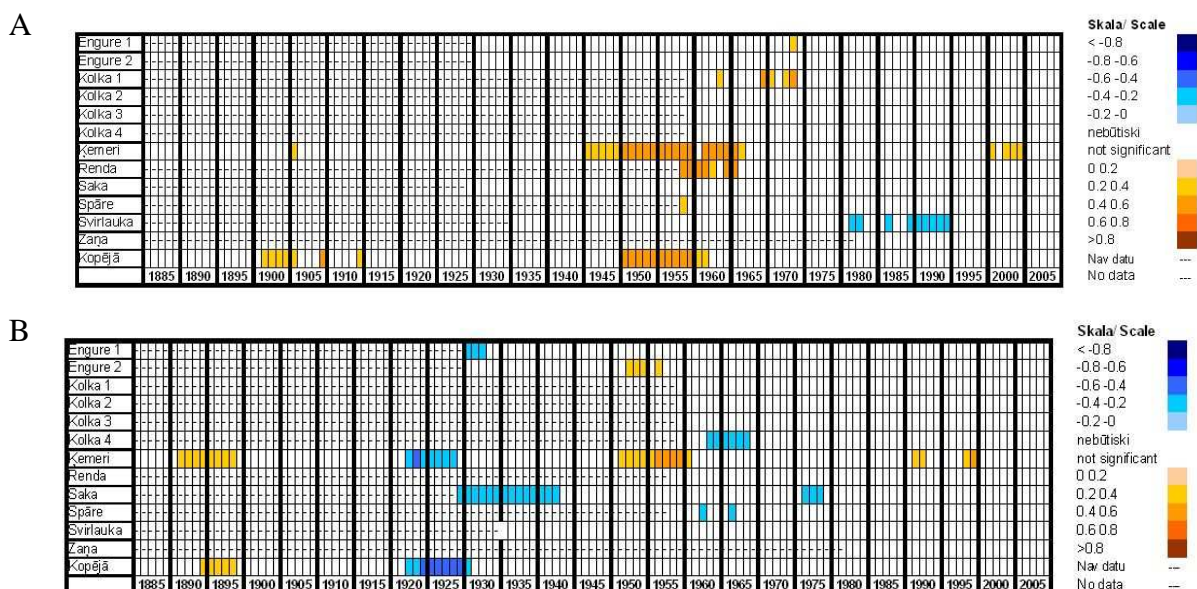 A
Engure 1
Engure 2
Kolka 1
Kolka 2
Kolka 3
Kolka 4
Ķemeri
Renda
Saka
Spāre
Svirlauka
Zaņa
Kopējā
1885 1890 1895 1900 1905 1910 1915 1920 1925 1930 1935 1940 1945 1950 1955 1960 1965 1970 1975 1980 1985 1990 1995 2000 2005
Skala/ Scale
< -0.8
-0.8 -0.6
-0.6 -0.4
-0.4 -0.2
-0.2 -0
nebūtiski
not significant
0 0.2
0.2 0.4
0.4 0.6
0.6 0.8
>0.8
Nav datu ---
No data ---
B
Engure 1
Engure 2
Kolka 1
Kolka 2
Kolka 3
Kolka 4
Ķemeri
Renda
Saka
Spāre
Svirlauka
Zaņa
Kopējā
1885 1890 1895 1900 1905 1910 1915 1920 1925 1930 1935 1940 1945 1950 1955 1960 1965 1970 1975 1980 1985 1990 1995 2000 2005
Skala/ Scale
< -0.8
-0.8 -0.6
-0.6 -0.4
-0.4 -0.2
-0.2 -0
nebūtiski
not significant
0 0.2
0.2 0.4
0.4 0.6
0.6 0.8
>0.8
Nav datu ---
No data ---